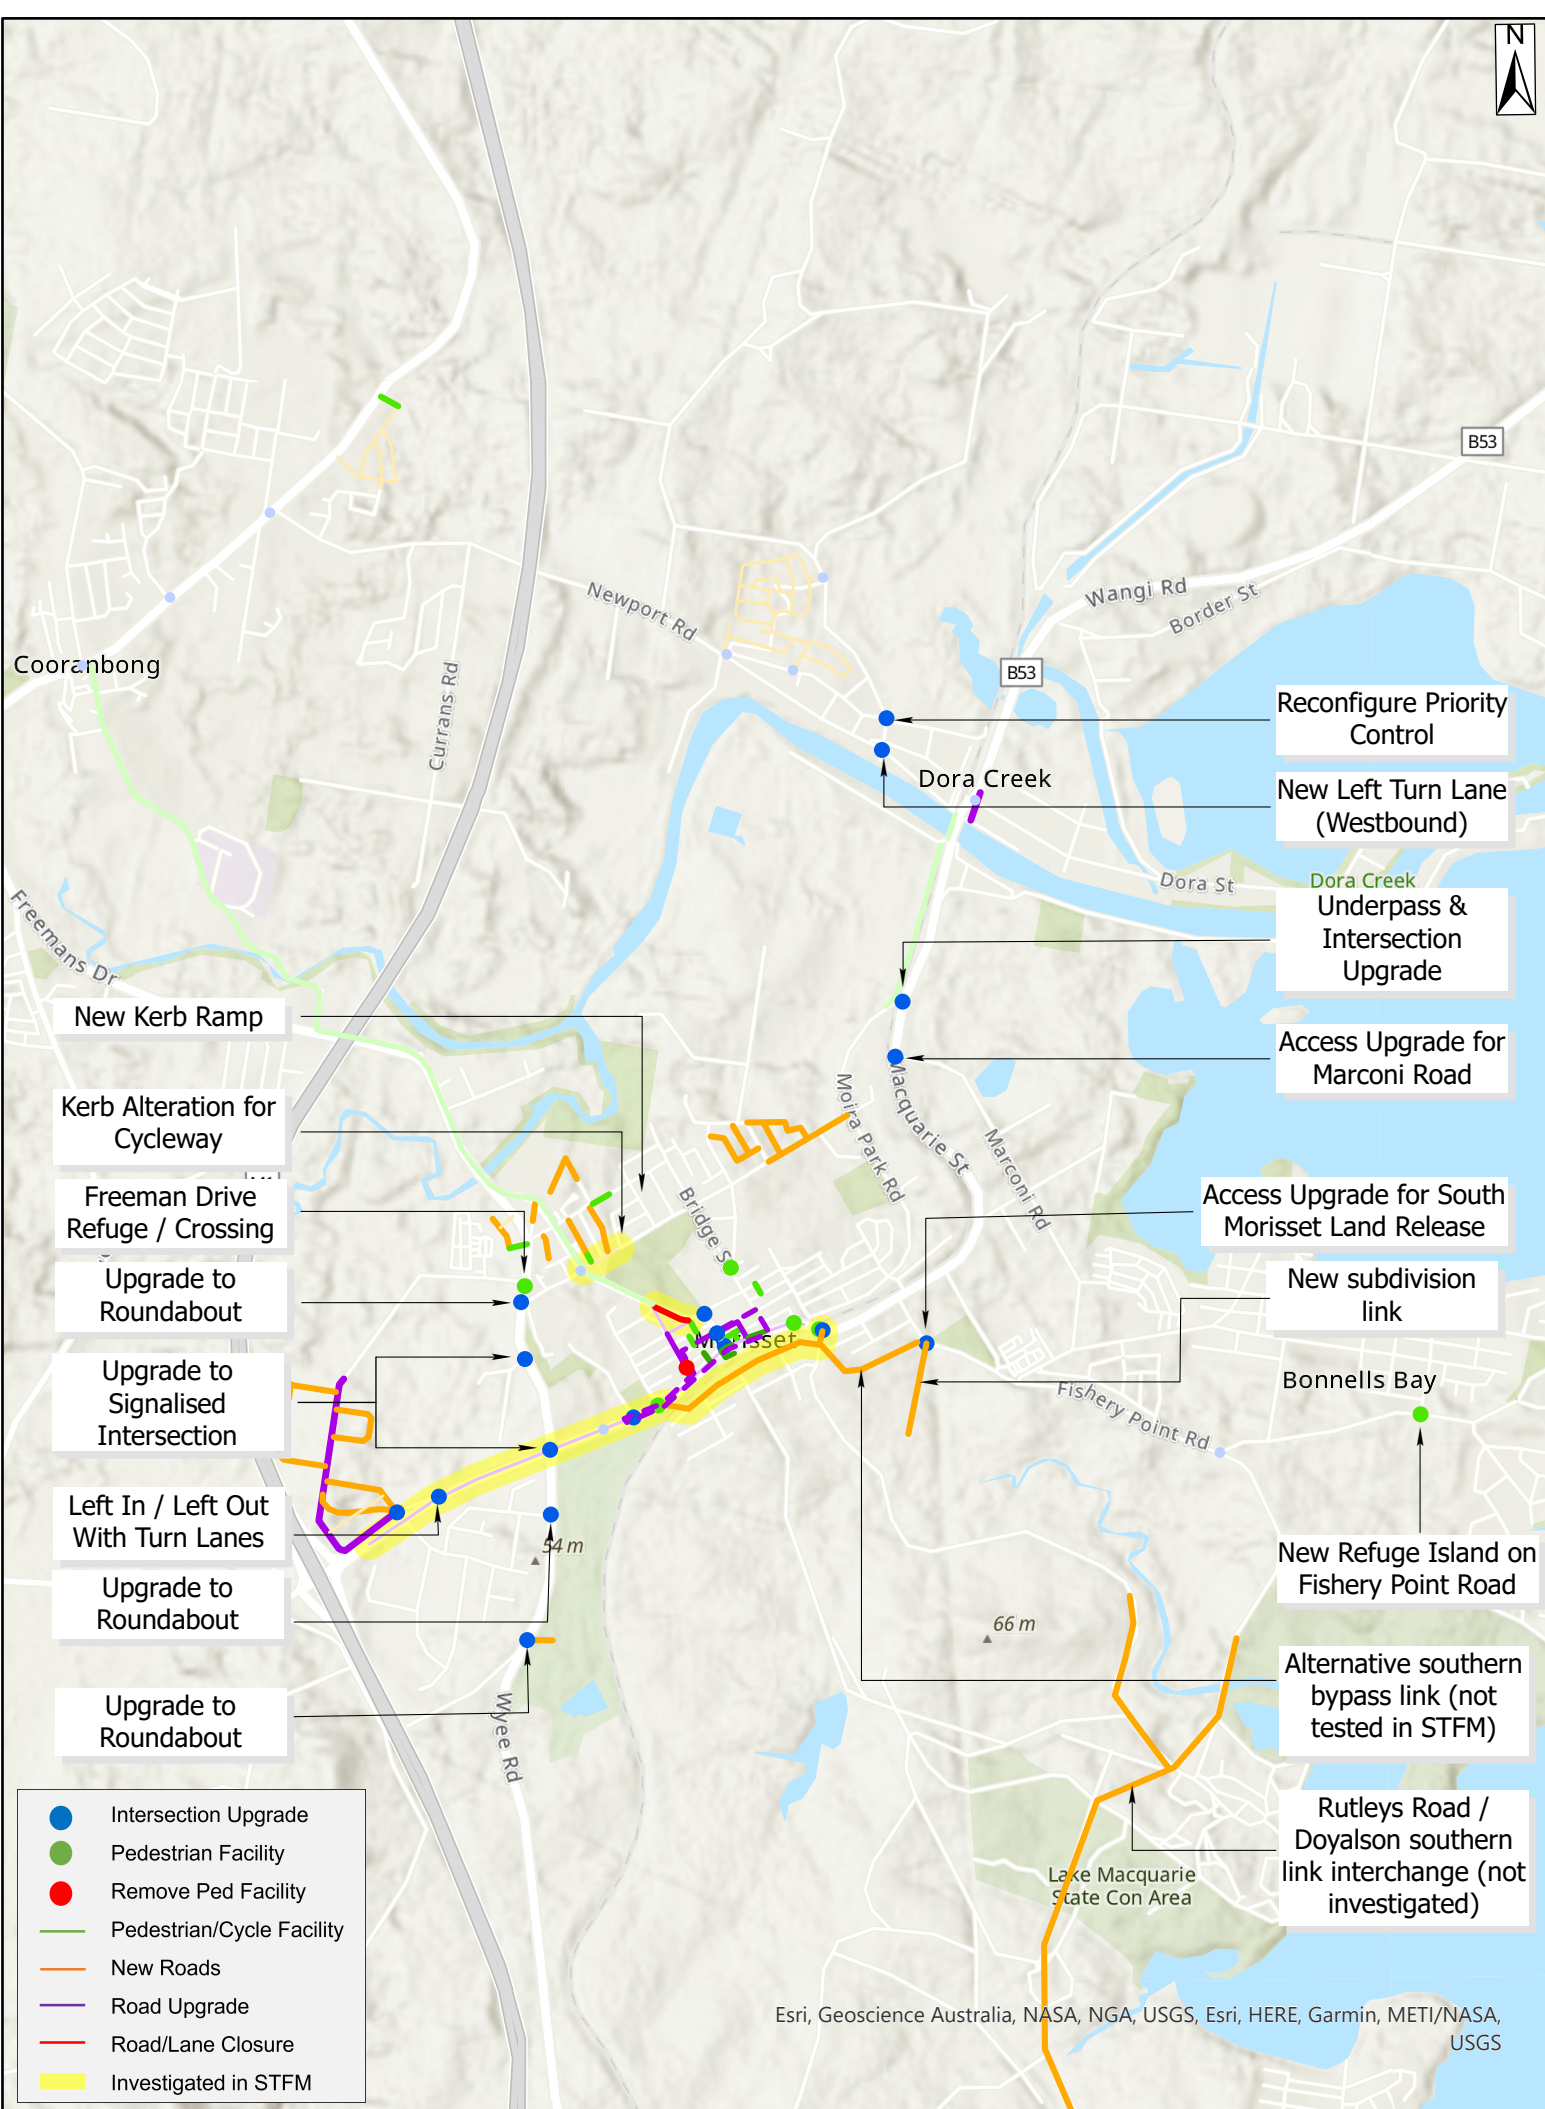 N
B53
Wangi Rd
Border St
Newport Rd
Cooranbong
Currans Rd
B53
Reconfigure Priority
Control
Dora Creek
New Left Turn Lane
(Westbound)
Dora St
Dora Creek
Freemans Dr
Underpass &
Intersection
Upgrade
New Kerb Ramp
Access Upgrade for
Marconi Road
Macquarie St
Moira Park Rd
Marconi Rd
Kerb Alteration for
Cycleway
Freeman Drive
Refuge / Crossing
Bridge S
Access Upgrade for South
Morisset Land Release
Upgrade to
Roundabout
New subdivision
link
Morisset
Upgrade to
Signalised
Intersection
Bonnells Bay
Fishery Point Rd
Left In / Left Out
With Turn Lanes
54 m
New Refuge Island on
Fishery Point Road
Upgrade to
Roundabout
66 m
Alternative southern
bypass link (not
tested in STFM)
Upgrade to
Roundabout
Wyee Rd
Rutleys Road /
Doyalson southern
link interchange (not
investigated)
Lake Macquarie
State Con Area
Intersection Upgrade
Pedestrian Facility
Remove Ped Facility
Pedestrian/Cycle Facility
New Roads
Road Upgrade
Road/Lane Closure
Investigated in STFM
Esri, Geoscience Australia, NASA, NGA, USGS, Esri, HERE, Garmin, METI/NASA,
USGS